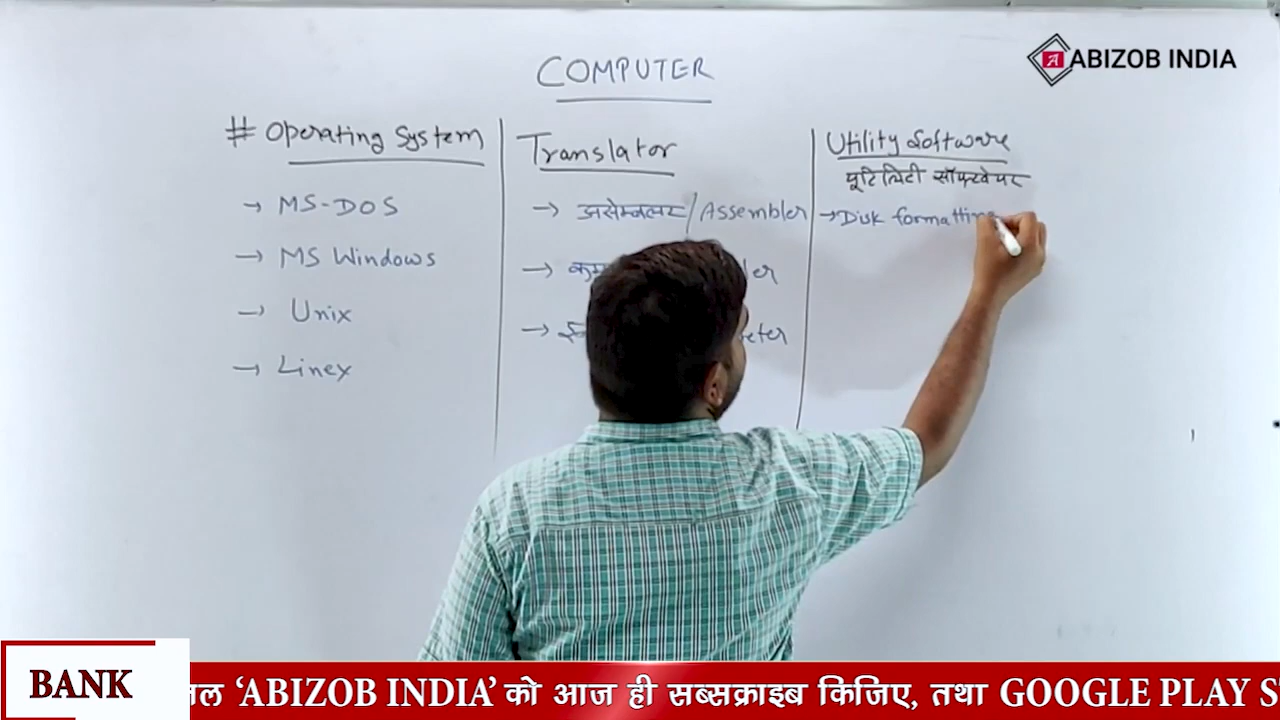 COMPUTER
ABIZOB INDIA
# Operating System
→ MS-DOS
→ MS Windows
→ Unix
→ Linex
Translator
→ असेम्बलर / Assembler
→
→
Utility Software
यूटिलिटी सॉफ्टवेयर
→ Disk formatting
BANK
‘ABIZOB INDIA’ को आज ही सब्सक्राइब किजिए, तथा GOOGLE PLAY